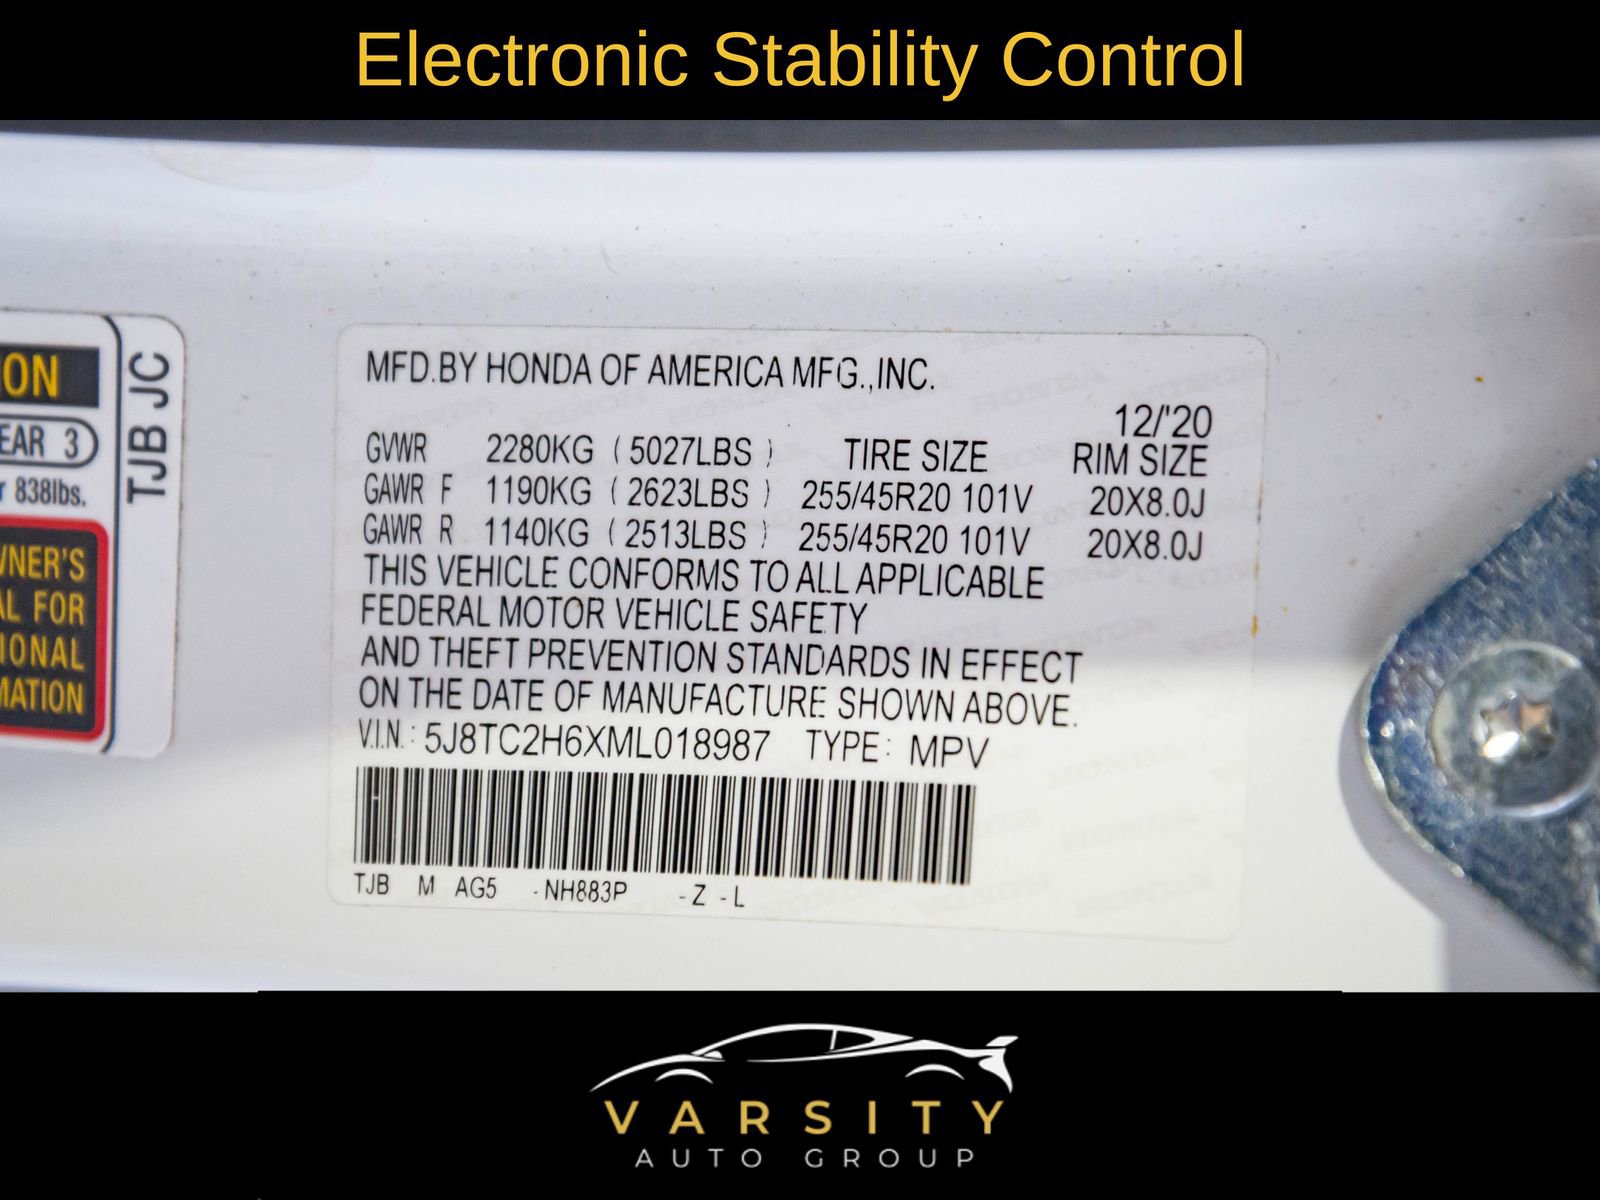 Electronic Stability Control
ON
EAR 3
r 838lbs.
WNER'S
AL FOR
IONAL
MATION
TJB JC
MFD.BY HONDA OF AMERICA MFG.,INC.
12/'20
GVWR 2280KG (5027LBS) TIRE SIZE RIM SIZE
GAWR F 1190KG (2623LBS) 255/45R20 101V 20X8.0J
GAWR R 1140KG (2513LBS) 255/45R20 101V 20X8.0J
THIS VEHICLE CONFORMS TO ALL APPLICABLE
FEDERAL MOTOR VEHICLE SAFETY
AND THEFT PREVENTION STANDARDS IN EFFECT
ON THE DATE OF MANUFACTURE SHOWN ABOVE.
V.I.N.: 5J8TC2H6XML018987 TYPE: MPV
TJB M AG5 -NH883P -Z -L
VARSITY
AUTO GROUP